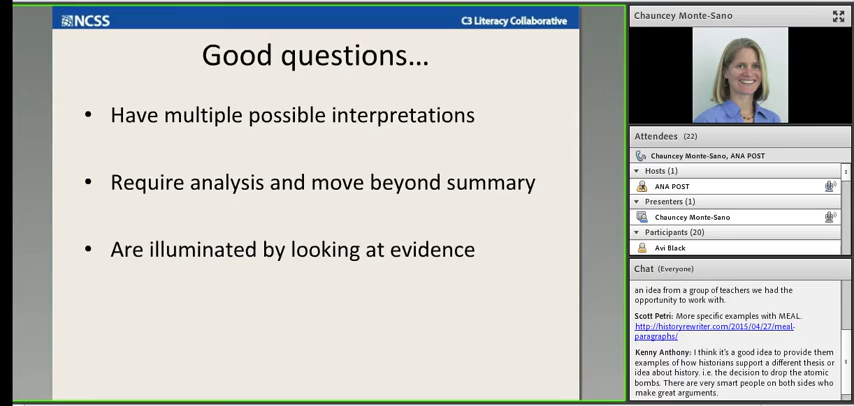 NCSS
C3 Literacy Collaborative
Good questions...
• Have multiple possible interpretations
• Require analysis and move beyond summary
• Are illuminated by looking at evidence
Chauncey Monte-Sano
Attendees (22)
Chauncey Monte-Sano, ANA POST
Hosts (1)
ANA POST
Presenters (1)
Chauncey Monte-Sano
Participants (20)
Avi Black
Chat (Everyone)
an idea from a group of teachers we had the
opportunity to work with.
Scott Petri: More specific examples with MEAL.
http://historyrewriter.com/2015/04/27/meal-
paragraphs/
Kenny Anthony: I think it's a good idea to provide them
examples of how historians support a different thesis or
idea about history. i.e. the decision to drop the atomic
bombs. There are very smart people on both sides who
make great arguments.